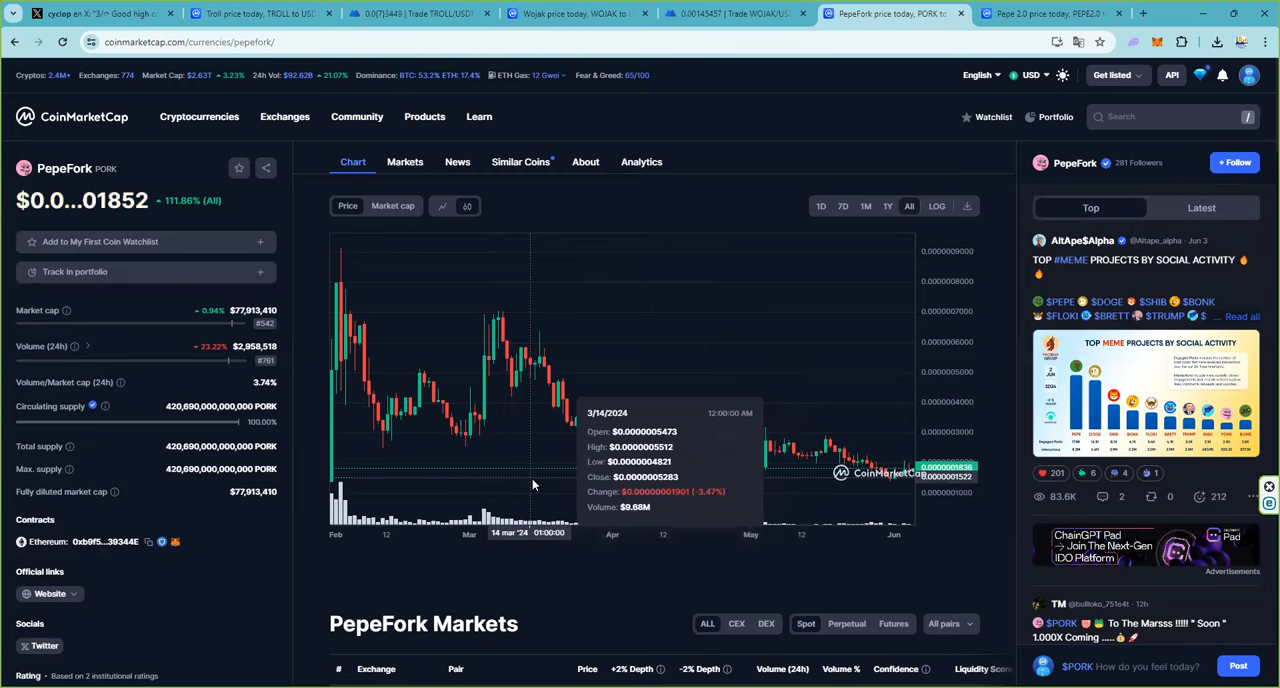 cyclop en X: "3/ Good high c
Troll price today, TROLL to USD
0.0{7}3449 | Trade TROLL/USDT
Wojak price today, WOJAK to U
0.00145457 | Trade WOJAK/US
PepeFork price today, PORK to
Pepe 2.0 price today, PEPE2.0 t
coinmarketcap.com/currencies/pepefork/
Cryptos: 2.4M+ Exchanges: 774 Market Cap: $2.63T 3.23% 24h Vol: $92.62B 21.07% Dominance: BTC: 53.2% ETH: 17.4% ETH Gas: 12 Gwei Fear & Greed: 65/100
English USD Get listed API
CoinMarketCap Cryptocurrencies Exchanges Community Products Learn
Watchlist Portfolio Search /
PepeFork PORK
$0.0...01852 111.86% (All)
Add to My First Coin Watchlist +
Track in portfolio +
Market cap 0.94% $77,913,410
#542
Volume (24h) 23.22% $2,958,518
#761
Volume/Market cap (24h) 3.74%
Circulating supply 420,690,000,000,000 PORK
100.00%
Total supply 420,690,000,000,000 PORK
Max. supply 420,690,000,000,000 PORK
Fully diluted market cap $77,913,410
Contracts
Ethereum: 0xb9f5...39344E
Official links
Website
Socials
Twitter
Rating · Based on 2 institutional ratings
Chart Markets News Similar Coins About Analytics
Price Market cap
1D 7D 1M 1Y All LOG
0.0000009000
0.0000008000
0.0000007000
0.0000006000
0.0000005000
0.0000004000
0.0000003000
0.0000001836
0.0000001522
0.0000001000
3/14/2024 12:00:00 AM
Open: $0.0000005473
High: $0.0000005512
Low: $0.0000004821
Close: $0.0000005283
Change: $0.00000001901 (-3.47%)
Volume: $9.68M
CoinMarketCap
Feb 12 Mar 14 mar '24 01:00:00 Apr 12 May 12 Jun
PepeFork Markets
ALL CEX DEX Spot Perpetual Futures All pairs
# Exchange Pair Price +2% Depth -2% Depth Volume (24h) Volume % Confidence Liquidity Score
PepeFork 281 Followers + Follow
Top Latest
AltApe$Alpha @Altape_alpha · Jun 3
TOP #MEME PROJECTS BY SOCIAL ACTIVITY
$PEPE $DOGE $SHIB $BONK
$FLOKI $BRETT $TRUMP $ ... Read all
TOP MEME PROJECTS BY SOCIAL ACTIVITY
2 JUN 2024
201 6 4 1
83.6K 2 0 212
ChainGPT Pad
→ Join The Next-Gen
IDO Platform
Pad
Advertisements
TM @bullloko_751e4t · 12h
$PORK To The Marsss !!!!! " Soon "
1.000X Coming .....
$PORK How do you feel today? Post